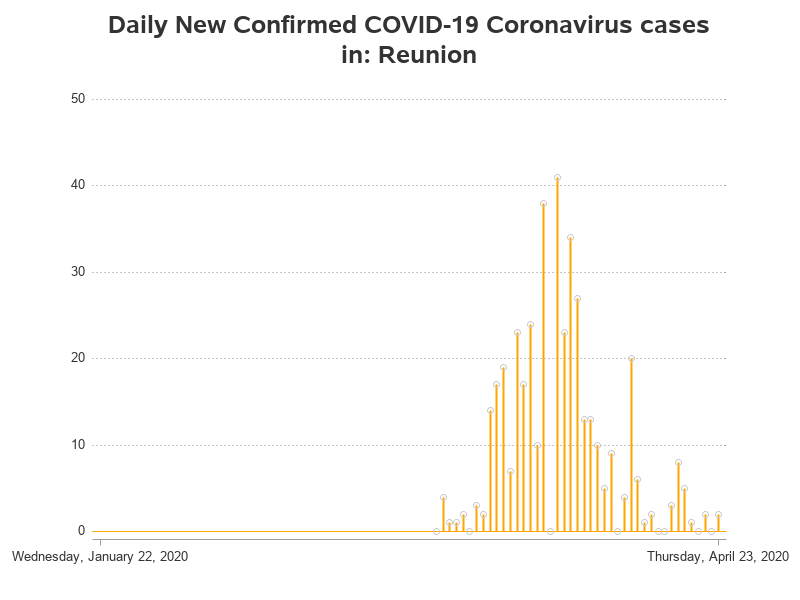 Daily New Confirmed COVID-19 Coronavirus cases
in: Reunion
50
40
30
20
10
0
Wednesday, January 22, 2020
Thursday, April 23, 2020